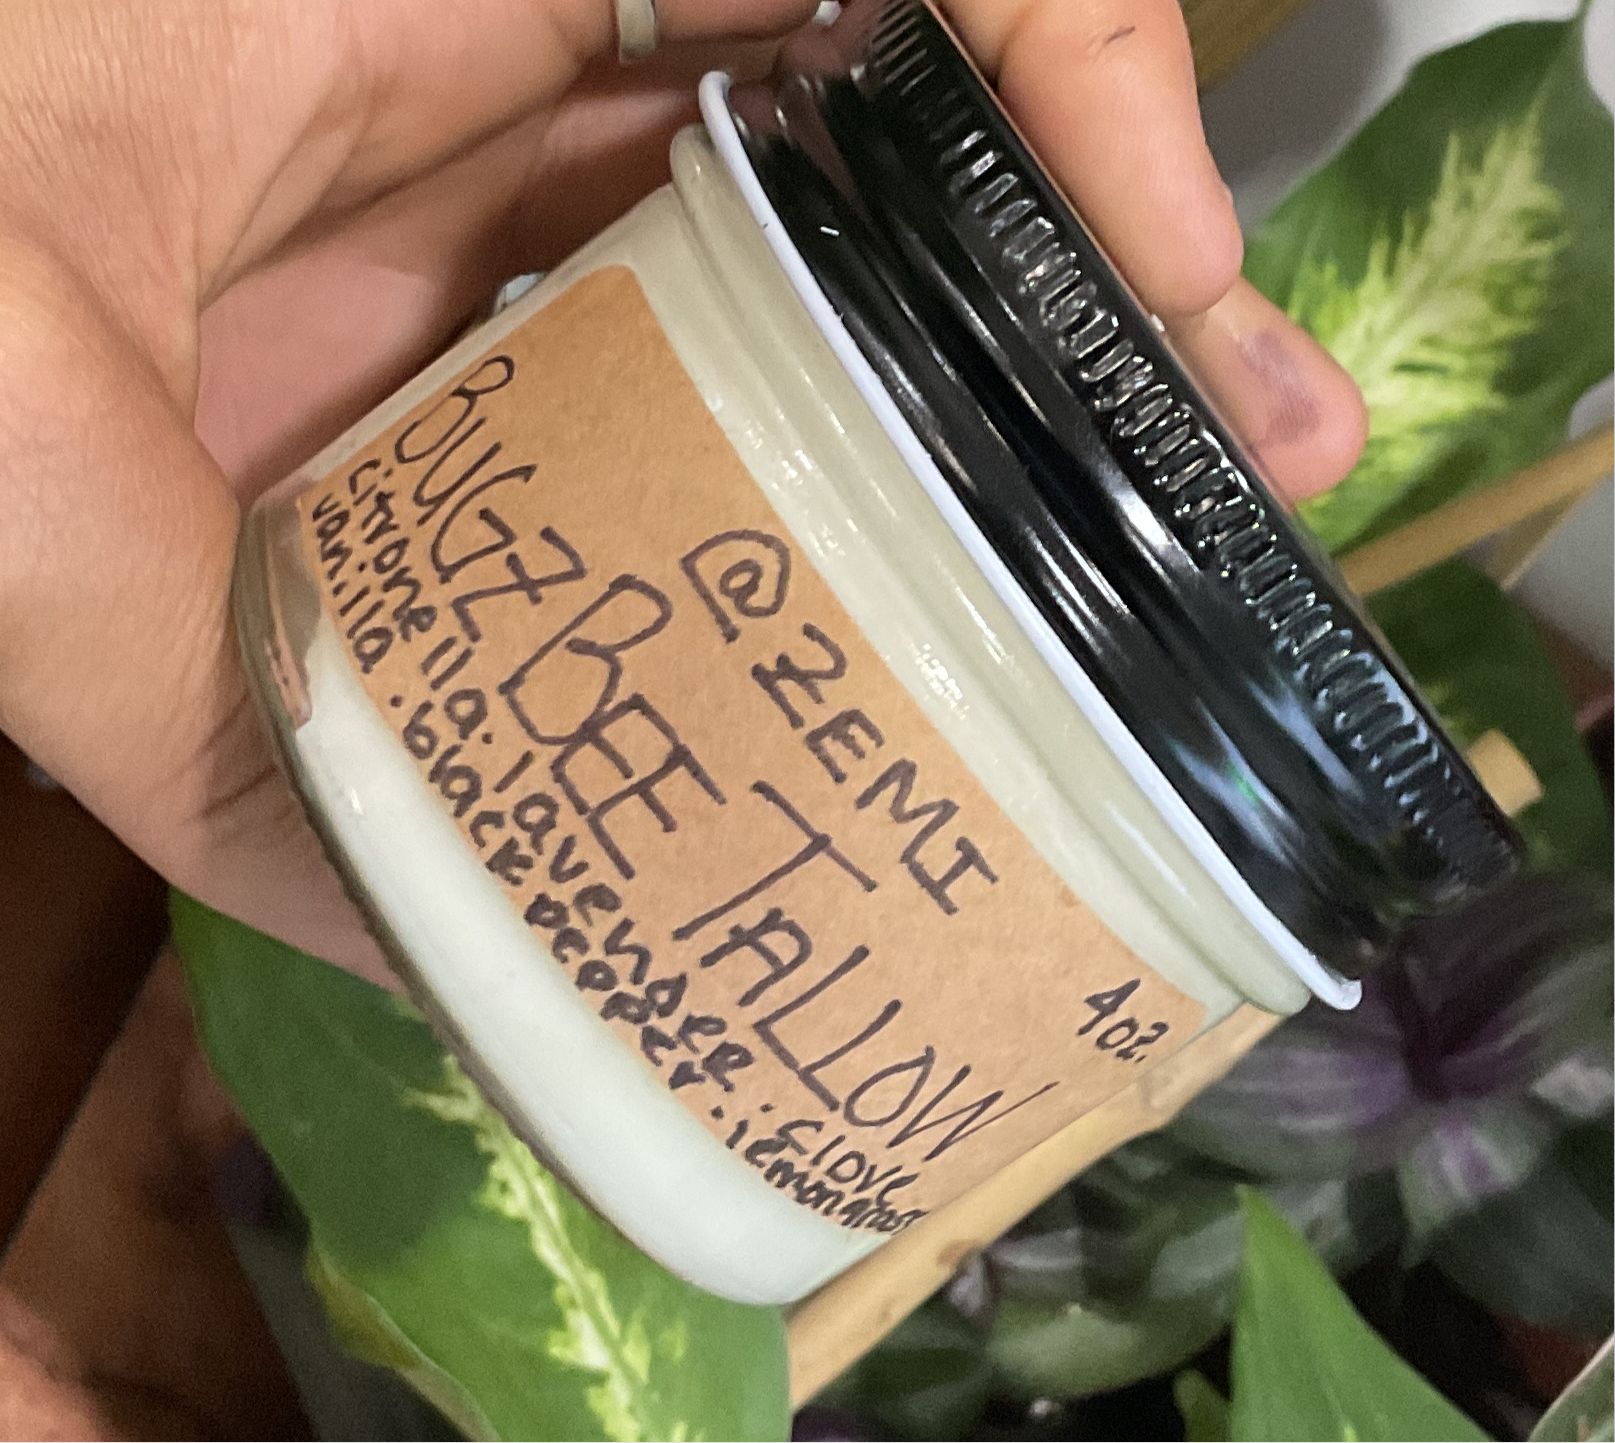 @ZEMI
4oz.
BUGZ BEE TALLOW
citronella. lavender. clove
vanilla. black pepper. lemongrass